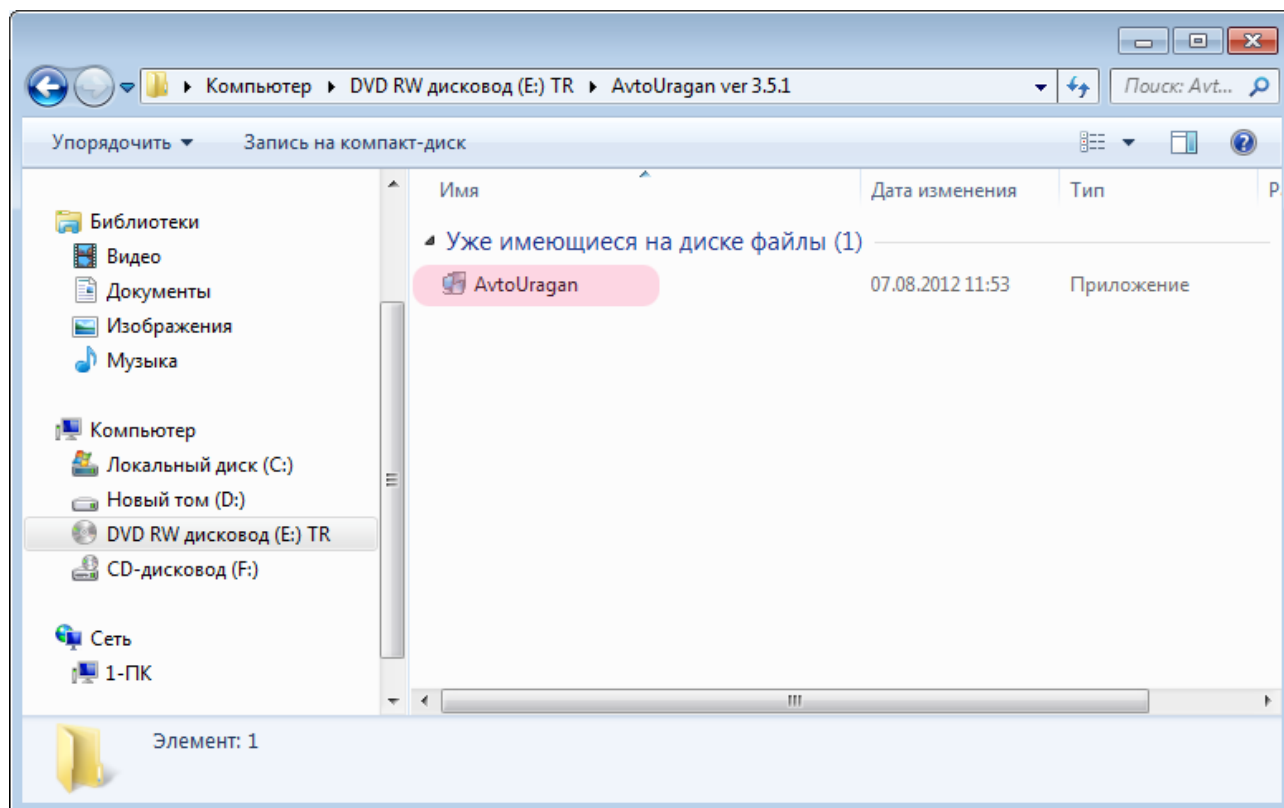 Компьютер ▸ DVD RW дисковод (E:) TR ▸ AvtoUragan ver 3.5.1 Поиск: Avt...
Упорядочить Запись на компакт-диск
Имя Дата изменения Тип Р
Библиотеки
Видео
Документы
Изображения
Музыка
Компьютер
Локальный диск (C:)
Новый том (D:)
DVD RW дисковод (E:) TR
CD-дисковод (F:)
Сеть
1-ПК
Уже имеющиеся на диске файлы (1)
AvtoUragan 07.08.2012 11:53 Приложение
Элемент: 1